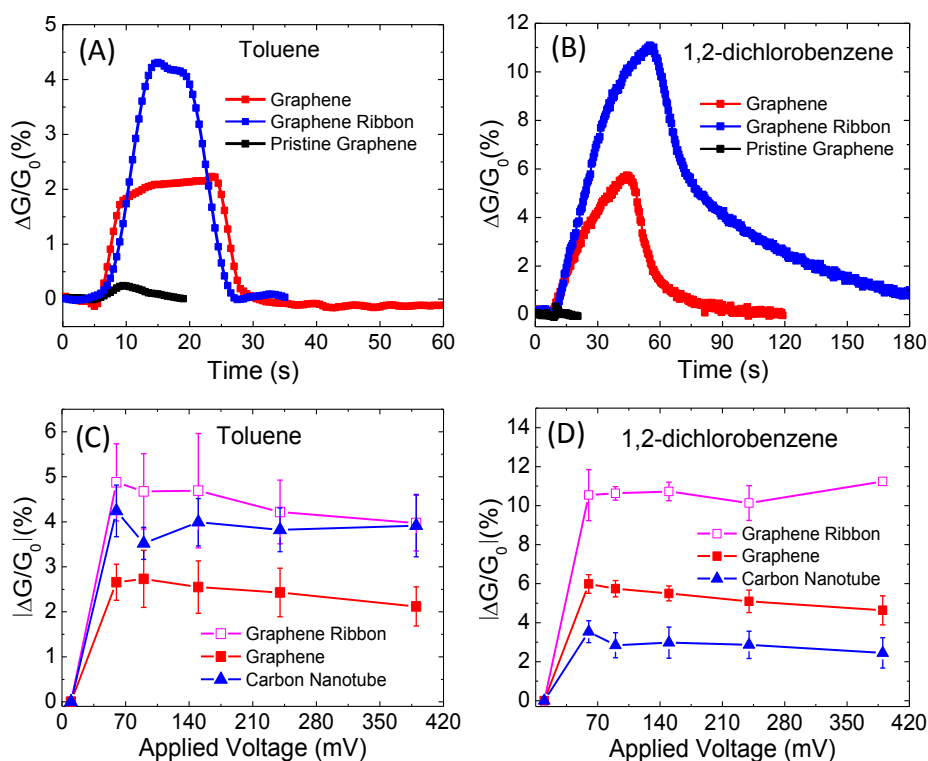 (A)
Toluene
Graphene
Graphene Ribbon
Pristine Graphene
ΔG/G₀(%)
5
4
3
2
1
0
0 10 20 30 40 50 60
Time (s)
(B)
1,2-dichlorobenzene
Graphene
Graphene Ribbon
Pristine Graphene
ΔG/G₀(%)
12
10
8
6
4
2
0
0 30 60 90 120 150 180
Time (s)
(C)
Toluene
Graphene Ribbon
Graphene
Carbon Nanotube
|ΔG/G₀|(%)
6
5
4
3
2
1
0
0 70 140 210 280 350 420
Applied Voltage (mV)
(D)
1,2-dichlorobenzene
Graphene Ribbon
Graphene
Carbon Nanotube
|ΔG/G₀|(%)
14
12
10
8
6
4
2
0
70 140 210 280 350 420
Applied Voltage (mV)